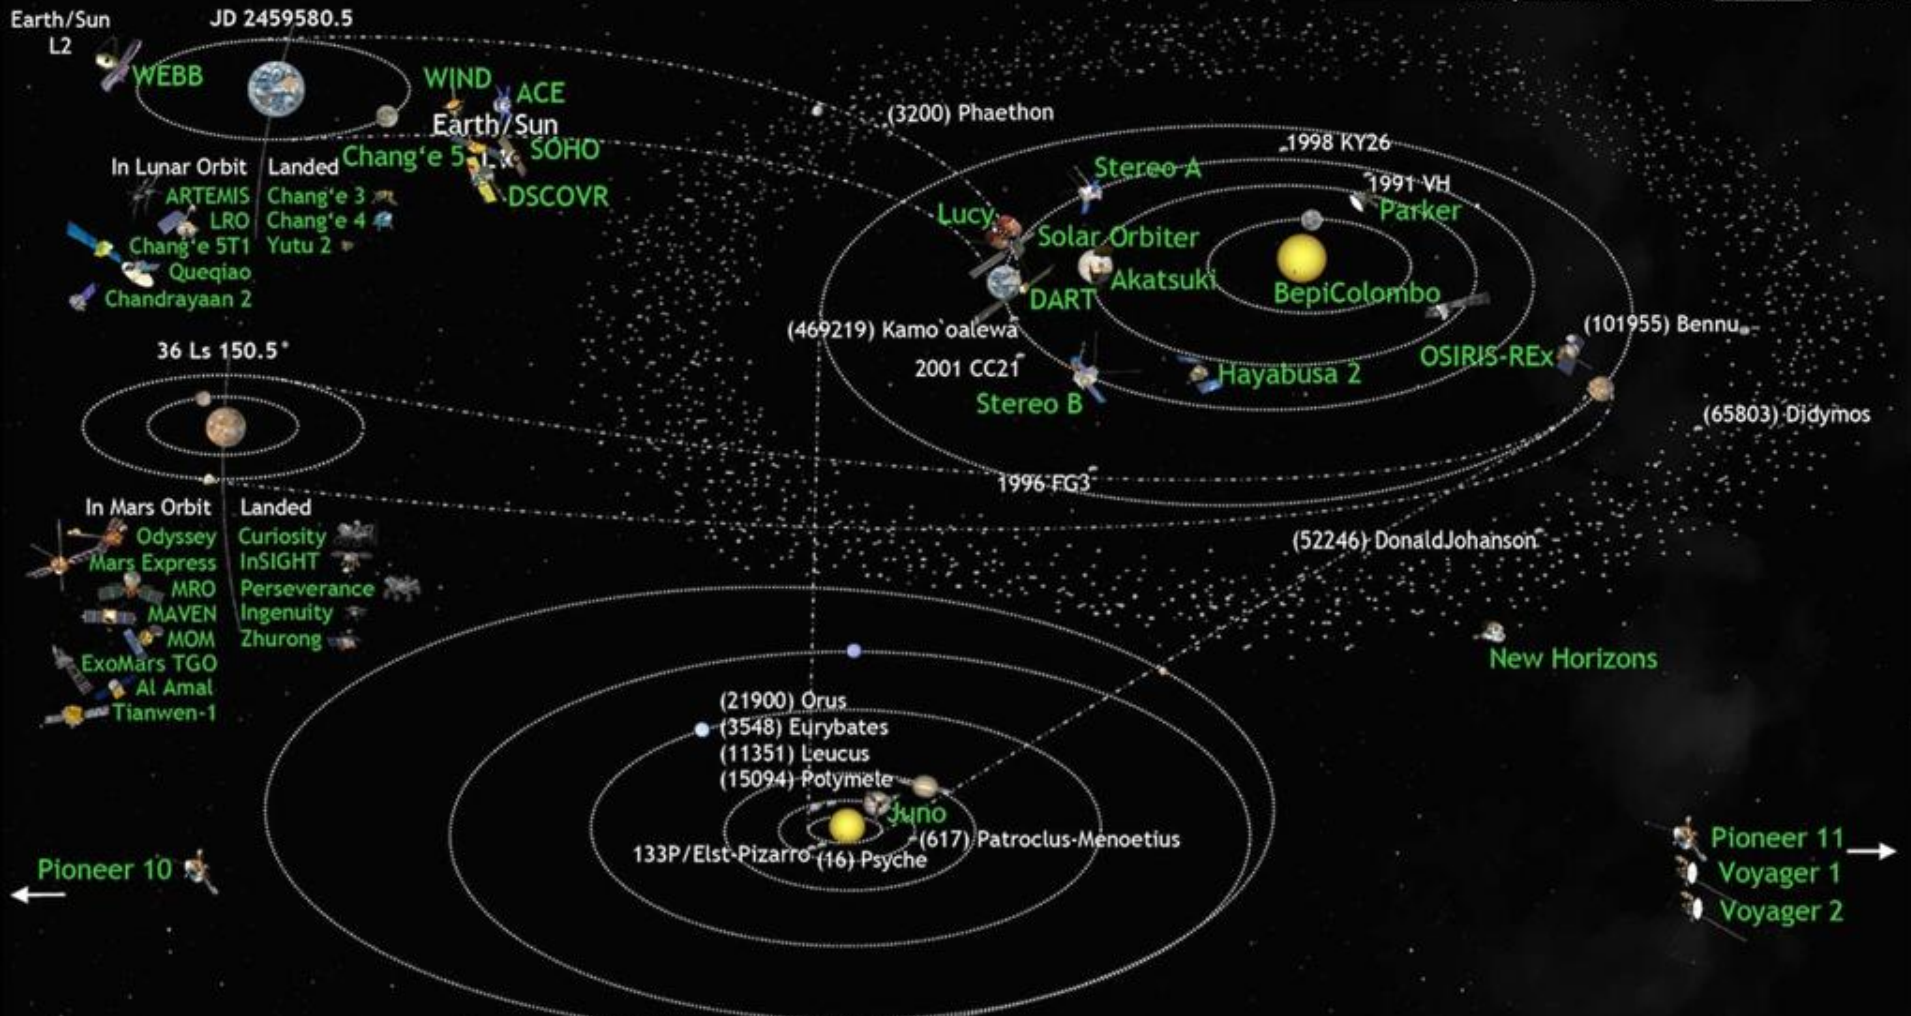 Earth/Sun
L2
JD 2459580.5
WEBB
WIND
ACE
Earth/Sun
Chang'e 5
SOHO
DSCOVR
In Lunar Orbit Landed
ARTEMIS Chang'e 3
LRO Chang'e 4
Chang'e 5T1 Yutu 2
Queqiao
Chandrayaan 2
(3200) Phaethon
1998 KY26
Stereo A
1991 VH
Parker
Lucy
Solar Orbiter
Akatsuki
DART
BepiColombo
(469219) Kamo`oalewa
(101955) Bennu
2001 CC21
OSIRIS-REx
Hayabusa 2
Stereo B
(65803) Didymos
1996 FG3
(52246) DonaldJohanson
New Horizons
36 Ls 150.5°
In Mars Orbit Landed
Odyssey Curiosity
Mars Express InSIGHT
MRO Perseverance
MAVEN Ingenuity
MOM Zhurong
ExoMars TGO
Al Amal
Tianwen-1
(21900) Orus
(3548) Eurybates
(11351) Leucus
(15094) Polymele
Juno
(617) Patroclus-Menoetius
133P/Elst-Pizarro
(16) Psyche
Pioneer 10
Pioneer 11
Voyager 1
Voyager 2